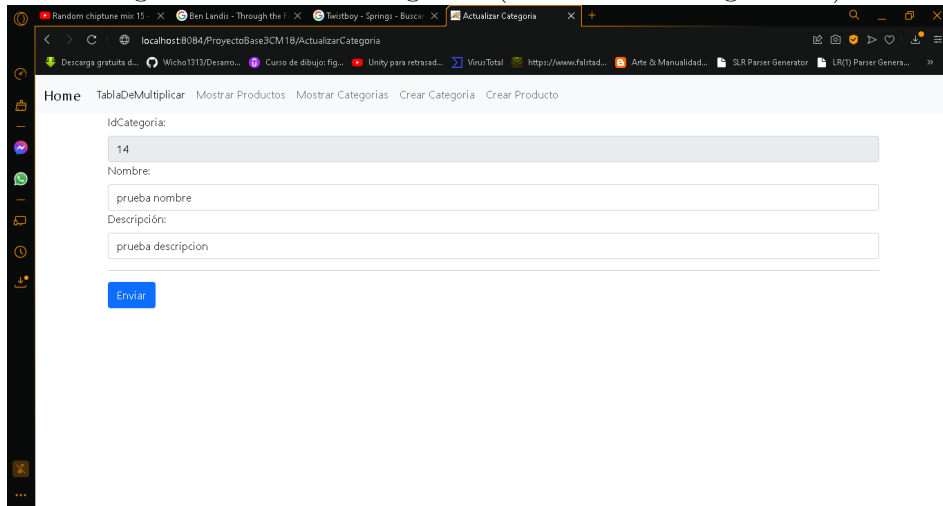 Random chiptune mix 15 -
Ben Landis - Through the F
Twistboy - Springs - Busca
Actualizar Categoria
localhost:8084/ProyectoBase3CM18/ActualizarCategoria
Descarga gratuita d...
Wicho1313/Desarro...
Curso de dibujo: fig...
Unity para retrasad...
VirusTotal
https://www.falstad...
Arte & Manualidad...
SLR Parser Generator
LR(1) Parser Genera...
Home TablaDeMultiplicar Mostrar Productos Mostrar Categorias Crear Categoria Crear Producto
IdCategoria:
14
Nombre:
prueba nombre
Descripción:
prueba descripcion
Enviar